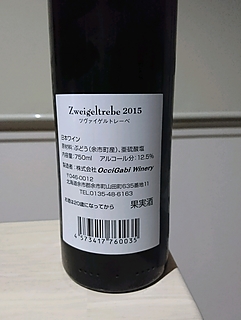 Zweigeltrebe 2015
ツヴァイゲルトレーベ
日本ワイン
原材料:ぶどう(余市町産)、亜硫酸塩
内容量:750ml アルコール分:12.5%
製造者:株式会社 OcciGabi Winery
〒046-0012
北海道余市郡余市町山田町635番地11
TEL.0135-48-6163
お酒は20歳になってから
果実酒
4 573417 760035